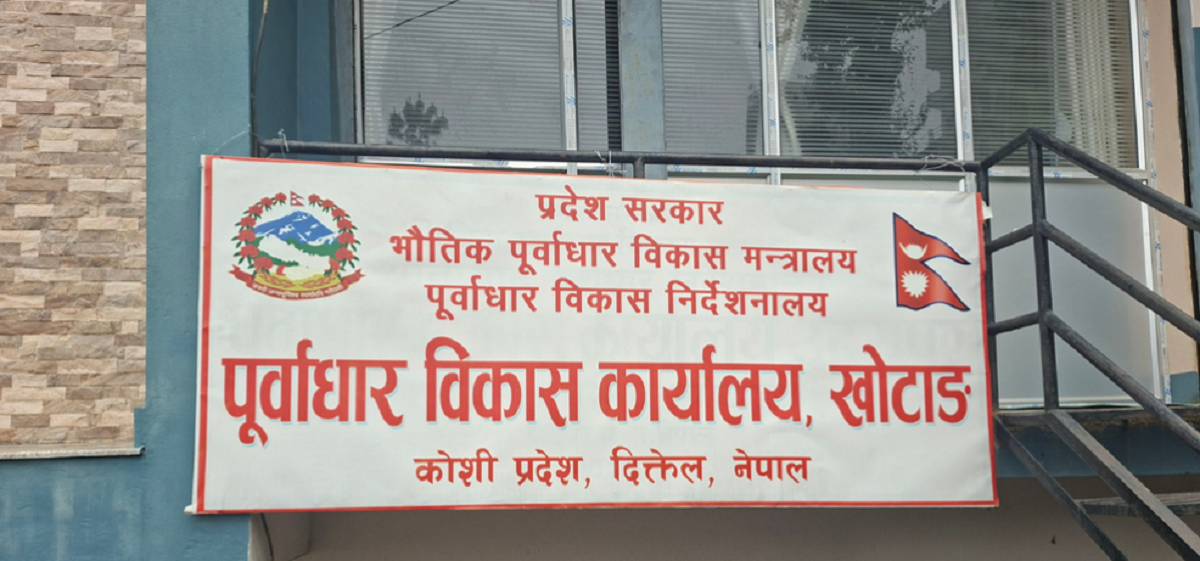 प्रदेश सरकार
भौतिक पूर्वाधार विकास मन्त्रालय
पूर्वाधार विकास निर्देशनालय
पूर्वाधार विकास कार्यालय, खोटाङ
कोशी प्रदेश, दिक्तेल, नेपाल